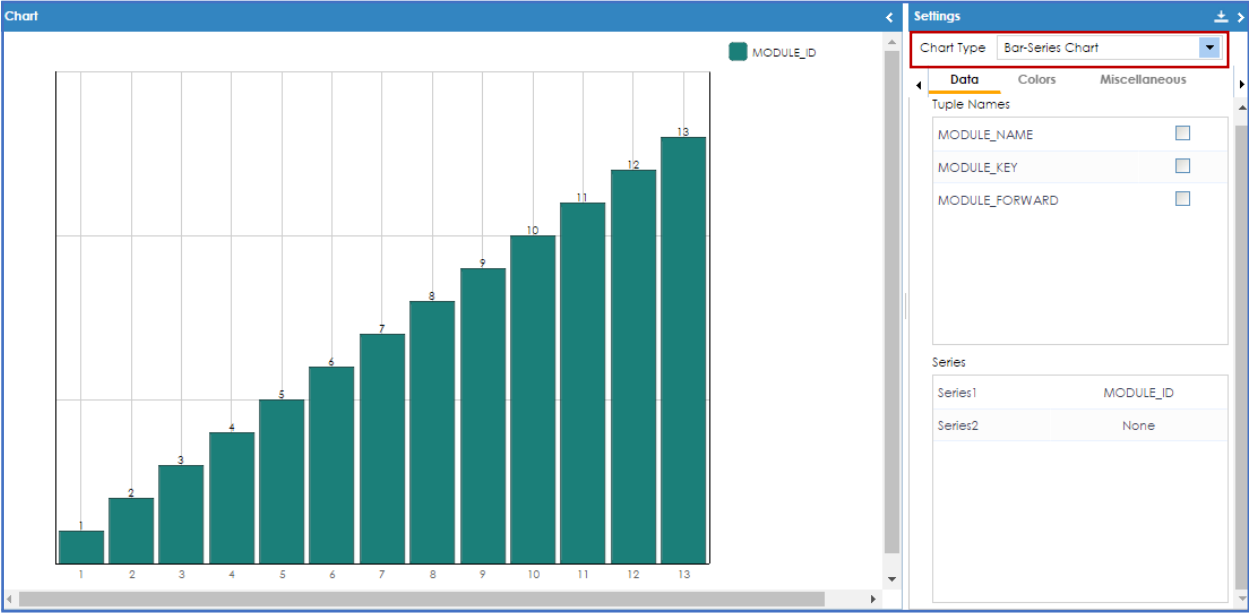 Chart
MODULE_ID
13
12
11
10
9
8
7
6
5
4
3
2
1
1 2 3 4 5 6 7 8 9 10 11 12 13
Settings
Chart Type Bar-Series Chart
Data Colors Miscellaneous
Tuple Names
MODULE_NAME
MODULE_KEY
MODULE_FORWARD
Series
Series1 MODULE_ID
Series2 None